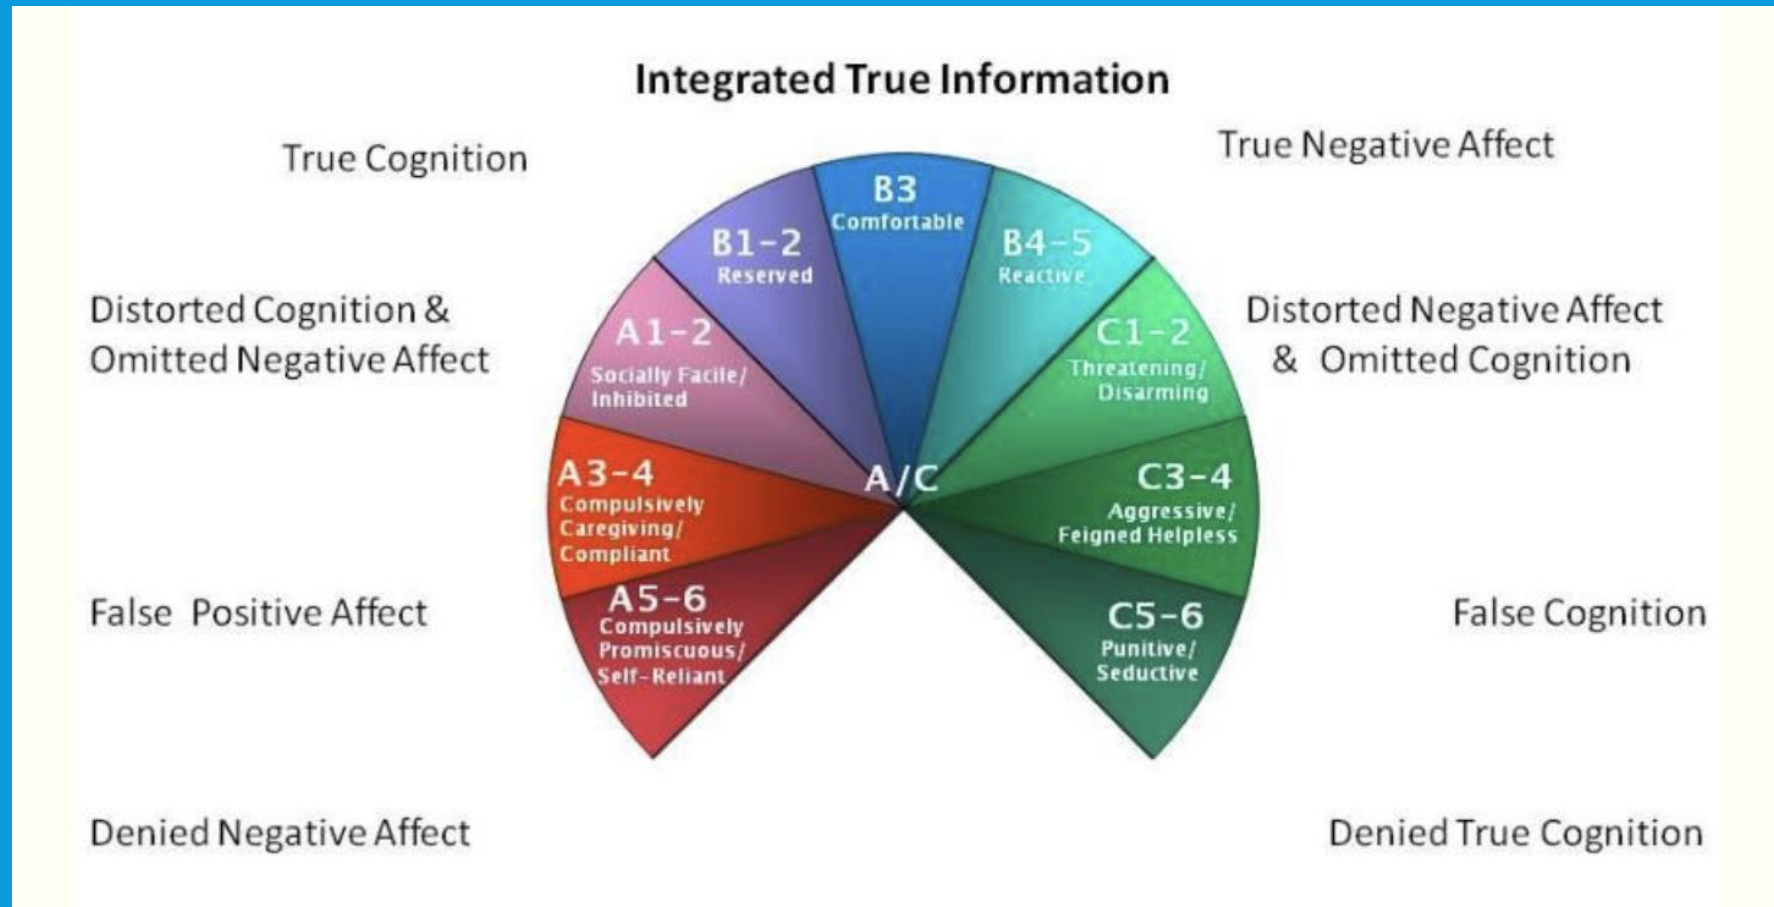 Integrated True Information
True Cognition
True Negative Affect
B3
Comfortable
B1-2
Reserved
B4-5
Reactive
Distorted Cognition &
Omitted Negative Affect
A1-2
Socially Facile/
Inhibited
C1-2
Threatening/
Disarming
Distorted Negative Affect
& Omitted Cognition
A/C
A3-4
Compulsively
Caregiving/
Compliant
C3-4
Aggressive/
Feigned Helpless
False Positive Affect
A5-6
Compulsively
Promiscuous/
Self-Reliant
C5-6
Punitive/
Seductive
False Cognition
Denied Negative Affect
Denied True Cognition